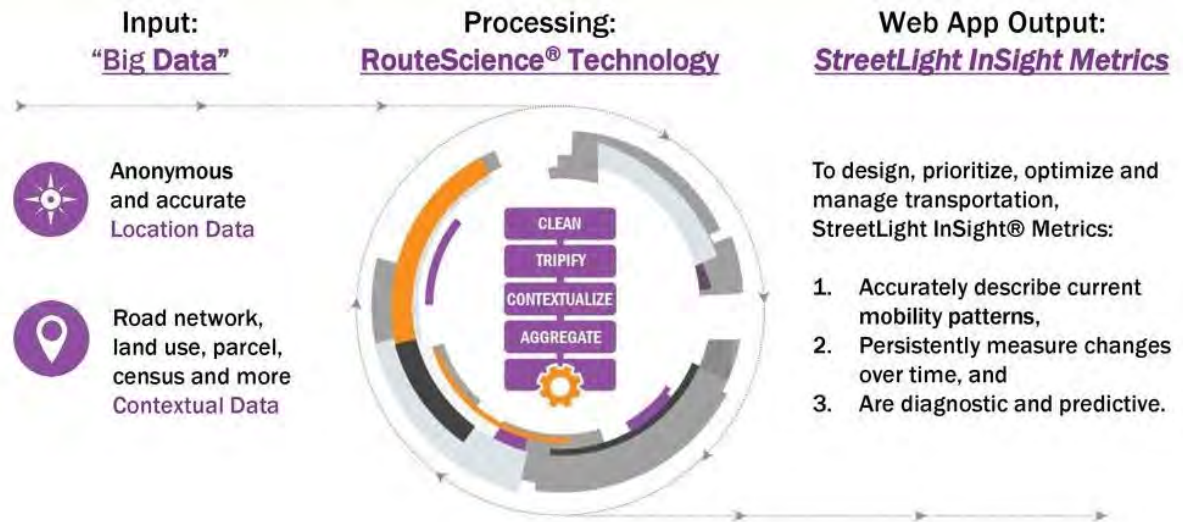 Input:
“Big Data”
Anonymous
and accurate
Location Data
Road network,
land use, parcel,
census and more
Contextual Data
Processing:
RouteScience® Technology
CLEAN
TRIPIFY
CONTEXTUALIZE
AGGREGATE
Web App Output:
StreetLight InSight Metrics
To design, prioritize, optimize and
manage transportation,
StreetLight InSight® Metrics:
1. Accurately describe current
mobility patterns,
2. Persistently measure changes
over time, and
3. Are diagnostic and predictive.